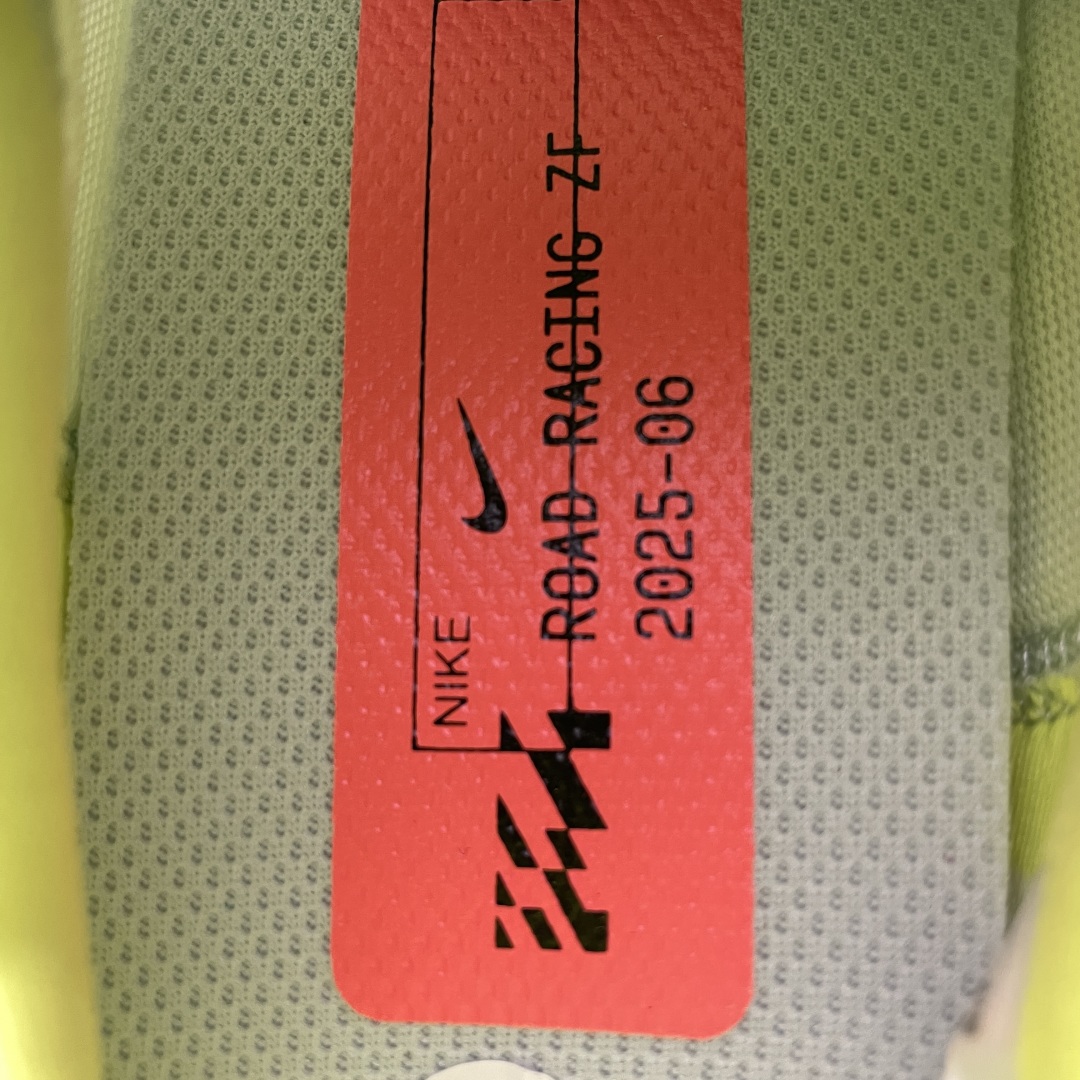 NIKE
ROAD RACING ZF
2025-06